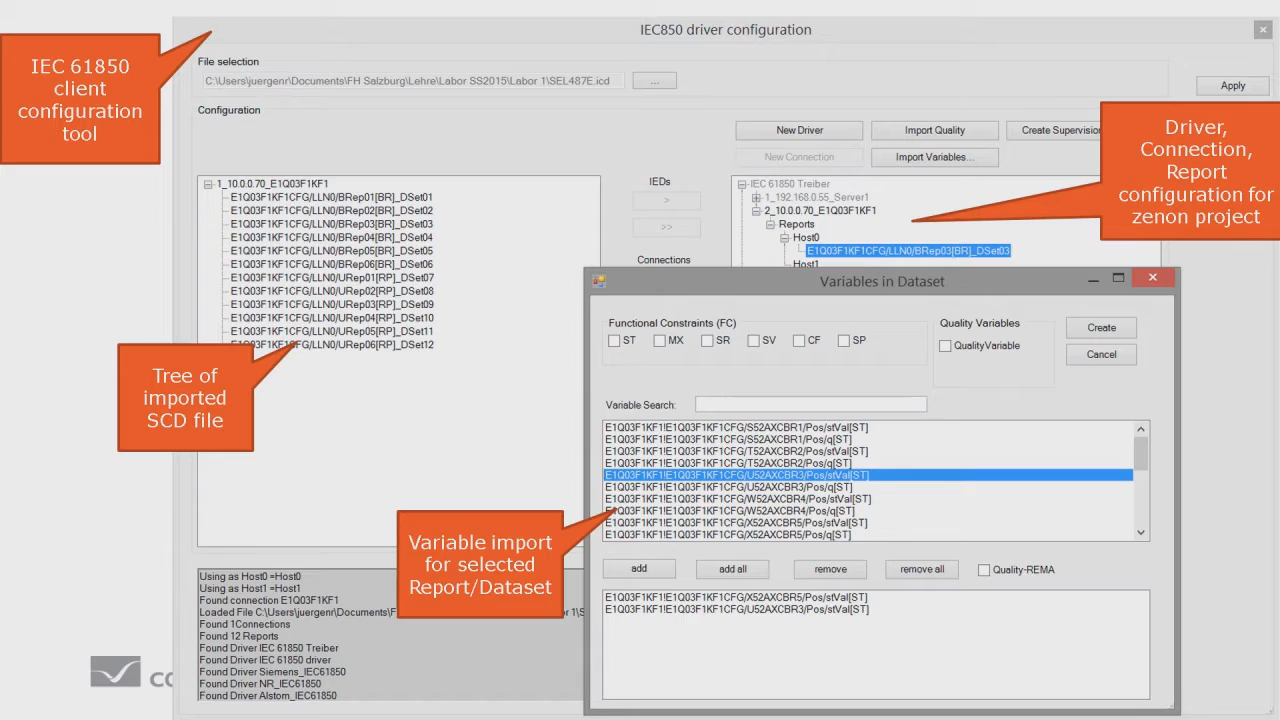 IEC850 driver configuration
IEC 61850
client
configuration
tool
File selection
C:\Users\juergenr\Documents\FH Salzburg\Lehre\Labor SS2015\Labor 1\SEL487E.icd
...
Apply
Configuration
New Driver
Import Quality
Create Supervision
New Connection
Import Variables...
Driver,
Connection,
Report
configuration for
zenon project
1_10.0.0.70_E1Q03F1KF1
E1Q03F1KF1CFG/LLN0/BRep01[BR]_DSet01
E1Q03F1KF1CFG/LLN0/BRep02[BR]_DSet02
E1Q03F1KF1CFG/LLN0/BRep03[BR]_DSet03
E1Q03F1KF1CFG/LLN0/BRep04[BR]_DSet04
E1Q03F1KF1CFG/LLN0/BRep05[BR]_DSet05
E1Q03F1KF1CFG/LLN0/BRep06[BR]_DSet06
E1Q03F1KF1CFG/LLN0/URep01[RP]_DSet07
E1Q03F1KF1CFG/LLN0/URep02[RP]_DSet08
E1Q03F1KF1CFG/LLN0/URep03[RP]_DSet09
E1Q03F1KF1CFG/LLN0/URep04[RP]_DSet10
E1Q03F1KF1CFG/LLN0/URep05[RP]_DSet11
E1Q03F1KF1CFG/LLN0/URep06[RP]_DSet12
Tree of
imported
SCD file
IEDs
>
>>
Connections
IEC 61850 Treiber
1_192.168.0.55_Server1
2_10.0.0.70_E1Q03F1KF1
Reports
Host0
E1Q03F1KF1CFG/LLN0/BRep03[BR]_DSet03
Host1
Variables in Dataset
Functional Constraints (FC)
ST MX SR SV CF SP
Quality Variables
QualityVariable
Create
Cancel
Variable Search:
E1Q03F1KF1!E1Q03F1KF1CFG/S52AXCBR1/Pos/stVal[ST]
E1Q03F1KF1!E1Q03F1KF1CFG/S52AXCBR1/Pos/q[ST]
E1Q03F1KF1!E1Q03F1KF1CFG/T52AXCBR2/Pos/stVal[ST]
E1Q03F1KF1!E1Q03F1KF1CFG/T52AXCBR2/Pos/q[ST]
E1Q03F1KF1!E1Q03F1KF1CFG/U52AXCBR3/Pos/stVal[ST]
E1Q03F1KF1!E1Q03F1KF1CFG/U52AXCBR3/Pos/q[ST]
E1Q03F1KF1!E1Q03F1KF1CFG/W52AXCBR4/Pos/stVal[ST]
E1Q03F1KF1!E1Q03F1KF1CFG/W52AXCBR4/Pos/q[ST]
E1Q03F1KF1!E1Q03F1KF1CFG/X52AXCBR5/Pos/stVal[ST]
E1Q03F1KF1!E1Q03F1KF1CFG/X52AXCBR5/Pos/q[ST]
Variable import
for selected
Report/Dataset
add
add all
remove
remove all
Quality-REMA
E1Q03F1KF1!E1Q03F1KF1CFG/X52AXCBR5/Pos/stVal[ST]
E1Q03F1KF1!E1Q03F1KF1CFG/U52AXCBR3/Pos/stVal[ST]
Using as Host0 =Host0
Using as Host1 =Host1
Found connection E1Q03F1KF1
Loaded File C:\Users\juergenr\Documents\F
Found 1Connections
Found 12 Reports
Found Driver IEC 61850 Treiber
Found Driver IEC 61850 driver
Found Driver Siemens_IEC61850
Found Driver NR_IEC61850
Found Driver Alstom_IEC61850